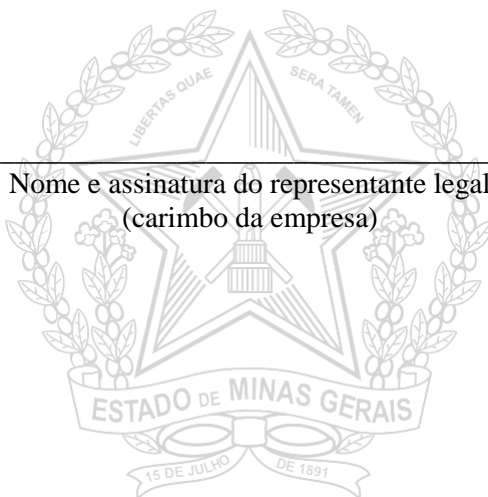 LIBERTAS QUAE SERA TAMEN
Nome e assinatura do representante legal
(carimbo da empresa)
ESTADO DE MINAS GERAIS
15 DE JULHO DE 1891